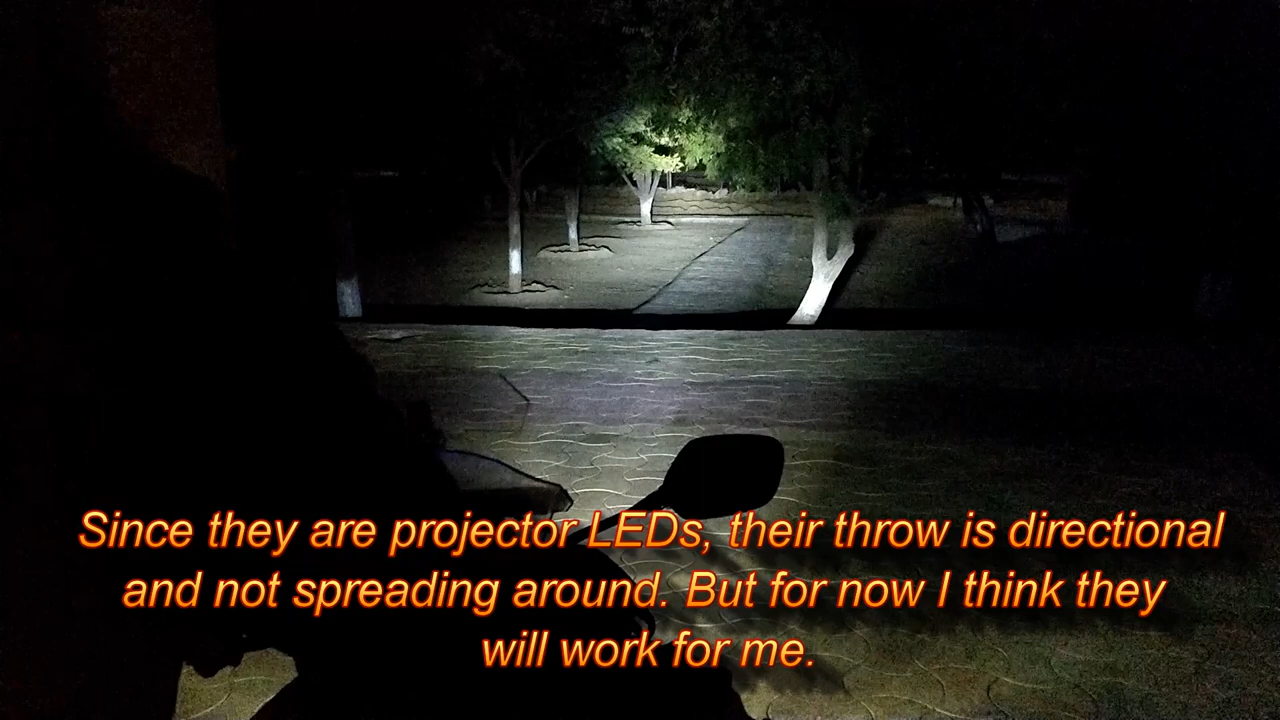 Since they are projector LEDs, their throw is directional
and not spreading around. But for now I think they
will work for me.